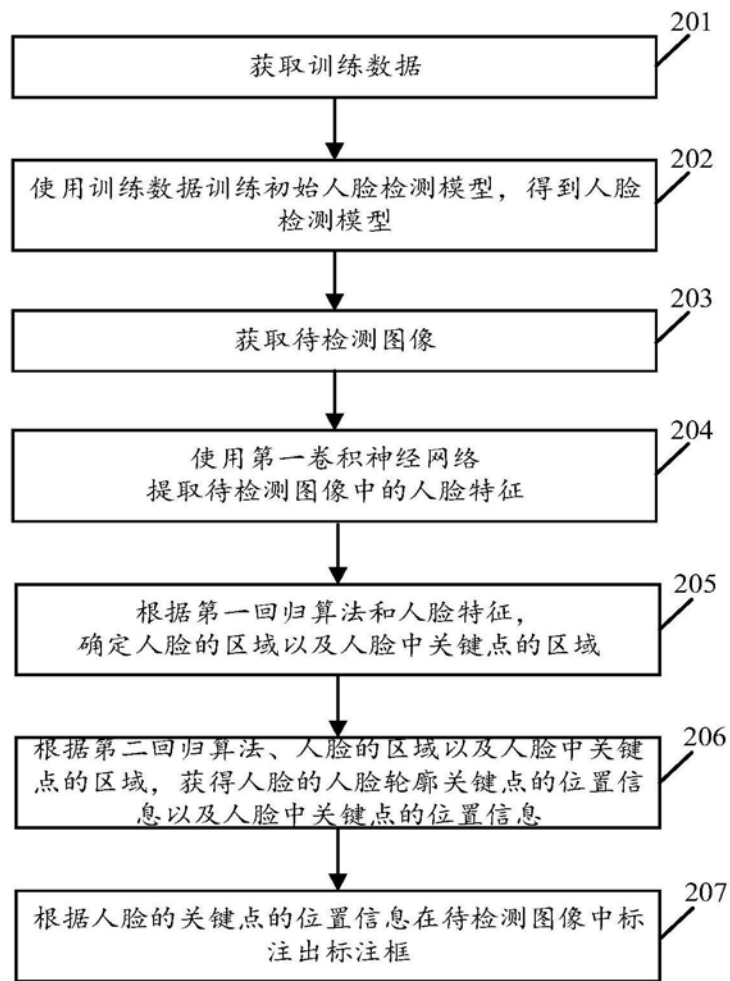 201
获取训练数据
202
使用训练数据训练初始人脸检测模型，得到人脸
检测模型
203
获取待检测图像
204
使用第一卷积神经网络
提取待检测图像中的人脸特征
205
根据第一回归算法和人脸特征，
确定人脸的区域以及人脸中关键点的区域
206
根据第二回归算法、人脸的区域以及人脸中关键
点的区域，获得人脸的人脸轮廓关键点的位置信
息以及人脸中关键点的位置信息
207
根据人脸的关键点的位置信息在待检测图像中标
注出标注框